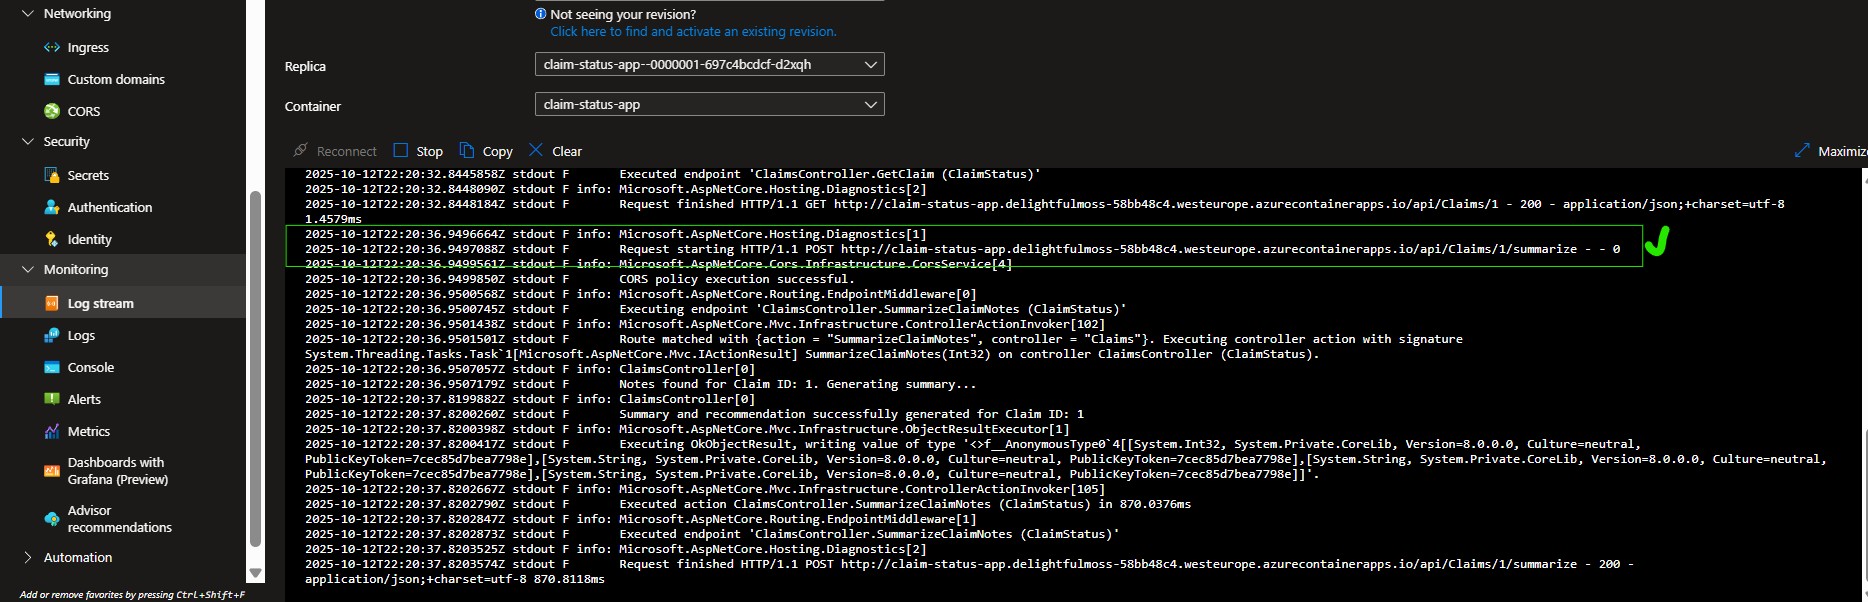 Networking
Ingress
Custom domains
CORS
Security
Secrets
Authentication
Identity
Monitoring
Log stream
Logs
Console
Alerts
Metrics
Dashboards with
Grafana (Preview)
Advisor
recommendations
Automation
Add or remove favorites by pressing Ctrl+Shift+F
Not seeing your revision?
Click here to find and activate an existing revision.
Replica
claim-status-app--0000001-697c4bcdcf-d2xqh
Container
claim-status-app
Reconnect Stop Copy Clear Maximize
2025-10-12T22:20:32.8445858Z stdout F       Executed endpoint 'ClaimsController.GetClaim (ClaimStatus)'
2025-10-12T22:20:32.8448090Z stdout F info: Microsoft.AspNetCore.Hosting.Diagnostics[2]
2025-10-12T22:20:32.8448184Z stdout F       Request finished HTTP/1.1 GET http://claim-status-app.delightfulmoss-58bb48c4.westeurope.azurecontainerapps.io/api/Claims/1 - 200 - application/json;+charset=utf-8
1.4579ms
2025-10-12T22:20:36.9496664Z stdout F info: Microsoft.AspNetCore.Hosting.Diagnostics[1]
2025-10-12T22:20:36.9497088Z stdout F       Request starting HTTP/1.1 POST http://claim-status-app.delightfulmoss-58bb48c4.westeurope.azurecontainerapps.io/api/Claims/1/summarize - - 0
2025-10-12T22:20:36.9499561Z stdout F info: Microsoft.AspNetCore.Cors.Infrastructure.CorsService[4]
2025-10-12T22:20:36.9499850Z stdout F       CORS policy execution successful.
2025-10-12T22:20:36.9500568Z stdout F info: Microsoft.AspNetCore.Routing.EndpointMiddleware[0]
2025-10-12T22:20:36.9500745Z stdout F       Executing endpoint 'ClaimsController.SummarizeClaimNotes (ClaimStatus)'
2025-10-12T22:20:36.9501438Z stdout F info: Microsoft.AspNetCore.Mvc.Infrastructure.ControllerActionInvoker[102]
2025-10-12T22:20:36.9501501Z stdout F       Route matched with {action = "SummarizeClaimNotes", controller = "Claims"}. Executing controller action with signature
System.Threading.Tasks.Task`1[Microsoft.AspNetCore.Mvc.IActionResult] SummarizeClaimNotes(Int32) on controller ClaimsController (ClaimStatus).
2025-10-12T22:20:36.9507057Z stdout F info: ClaimsController[0]
2025-10-12T22:20:36.9507179Z stdout F       Notes found for Claim ID: 1. Generating summary...
2025-10-12T22:20:37.8199882Z stdout F info: ClaimsController[0]
2025-10-12T22:20:37.8200260Z stdout F       Summary and recommendation successfully generated for Claim ID: 1
2025-10-12T22:20:37.8200398Z stdout F info: Microsoft.AspNetCore.Mvc.Infrastructure.ObjectResultExecutor[1]
2025-10-12T22:20:37.8200417Z stdout F       Executing OkObjectResult, writing value of type '<>f__AnonymousType0`4[[System.Int32, System.Private.CoreLib, Version=8.0.0.0, Culture=neutral,
PublicKeyToken=7cec85d7bea7798e],[System.String, System.Private.CoreLib, Version=8.0.0.0, Culture=neutral, PublicKeyToken=7cec85d7bea7798e],[System.String, System.Private.CoreLib, Version=8.0.0.0, Culture=neutral,
PublicKeyToken=7cec85d7bea7798e],[System.String, System.Private.CoreLib, Version=8.0.0.0, Culture=neutral, PublicKeyToken=7cec85d7bea7798e]]'.
2025-10-12T22:20:37.8202667Z stdout F info: Microsoft.AspNetCore.Mvc.Infrastructure.ControllerActionInvoker[105]
2025-10-12T22:20:37.8202790Z stdout F       Executed action ClaimsController.SummarizeClaimNotes (ClaimStatus) in 870.0376ms
2025-10-12T22:20:37.8202847Z stdout F info: Microsoft.AspNetCore.Routing.EndpointMiddleware[1]
2025-10-12T22:20:37.8202873Z stdout F       Executed endpoint 'ClaimsController.SummarizeClaimNotes (ClaimStatus)'
2025-10-12T22:20:37.8203525Z stdout F info: Microsoft.AspNetCore.Hosting.Diagnostics[2]
2025-10-12T22:20:37.8203574Z stdout F       Request finished HTTP/1.1 POST http://claim-status-app.delightfulmoss-58bb48c4.westeurope.azurecontainerapps.io/api/Claims/1/summarize - 200 -
application/json;+charset=utf-8 870.8118ms